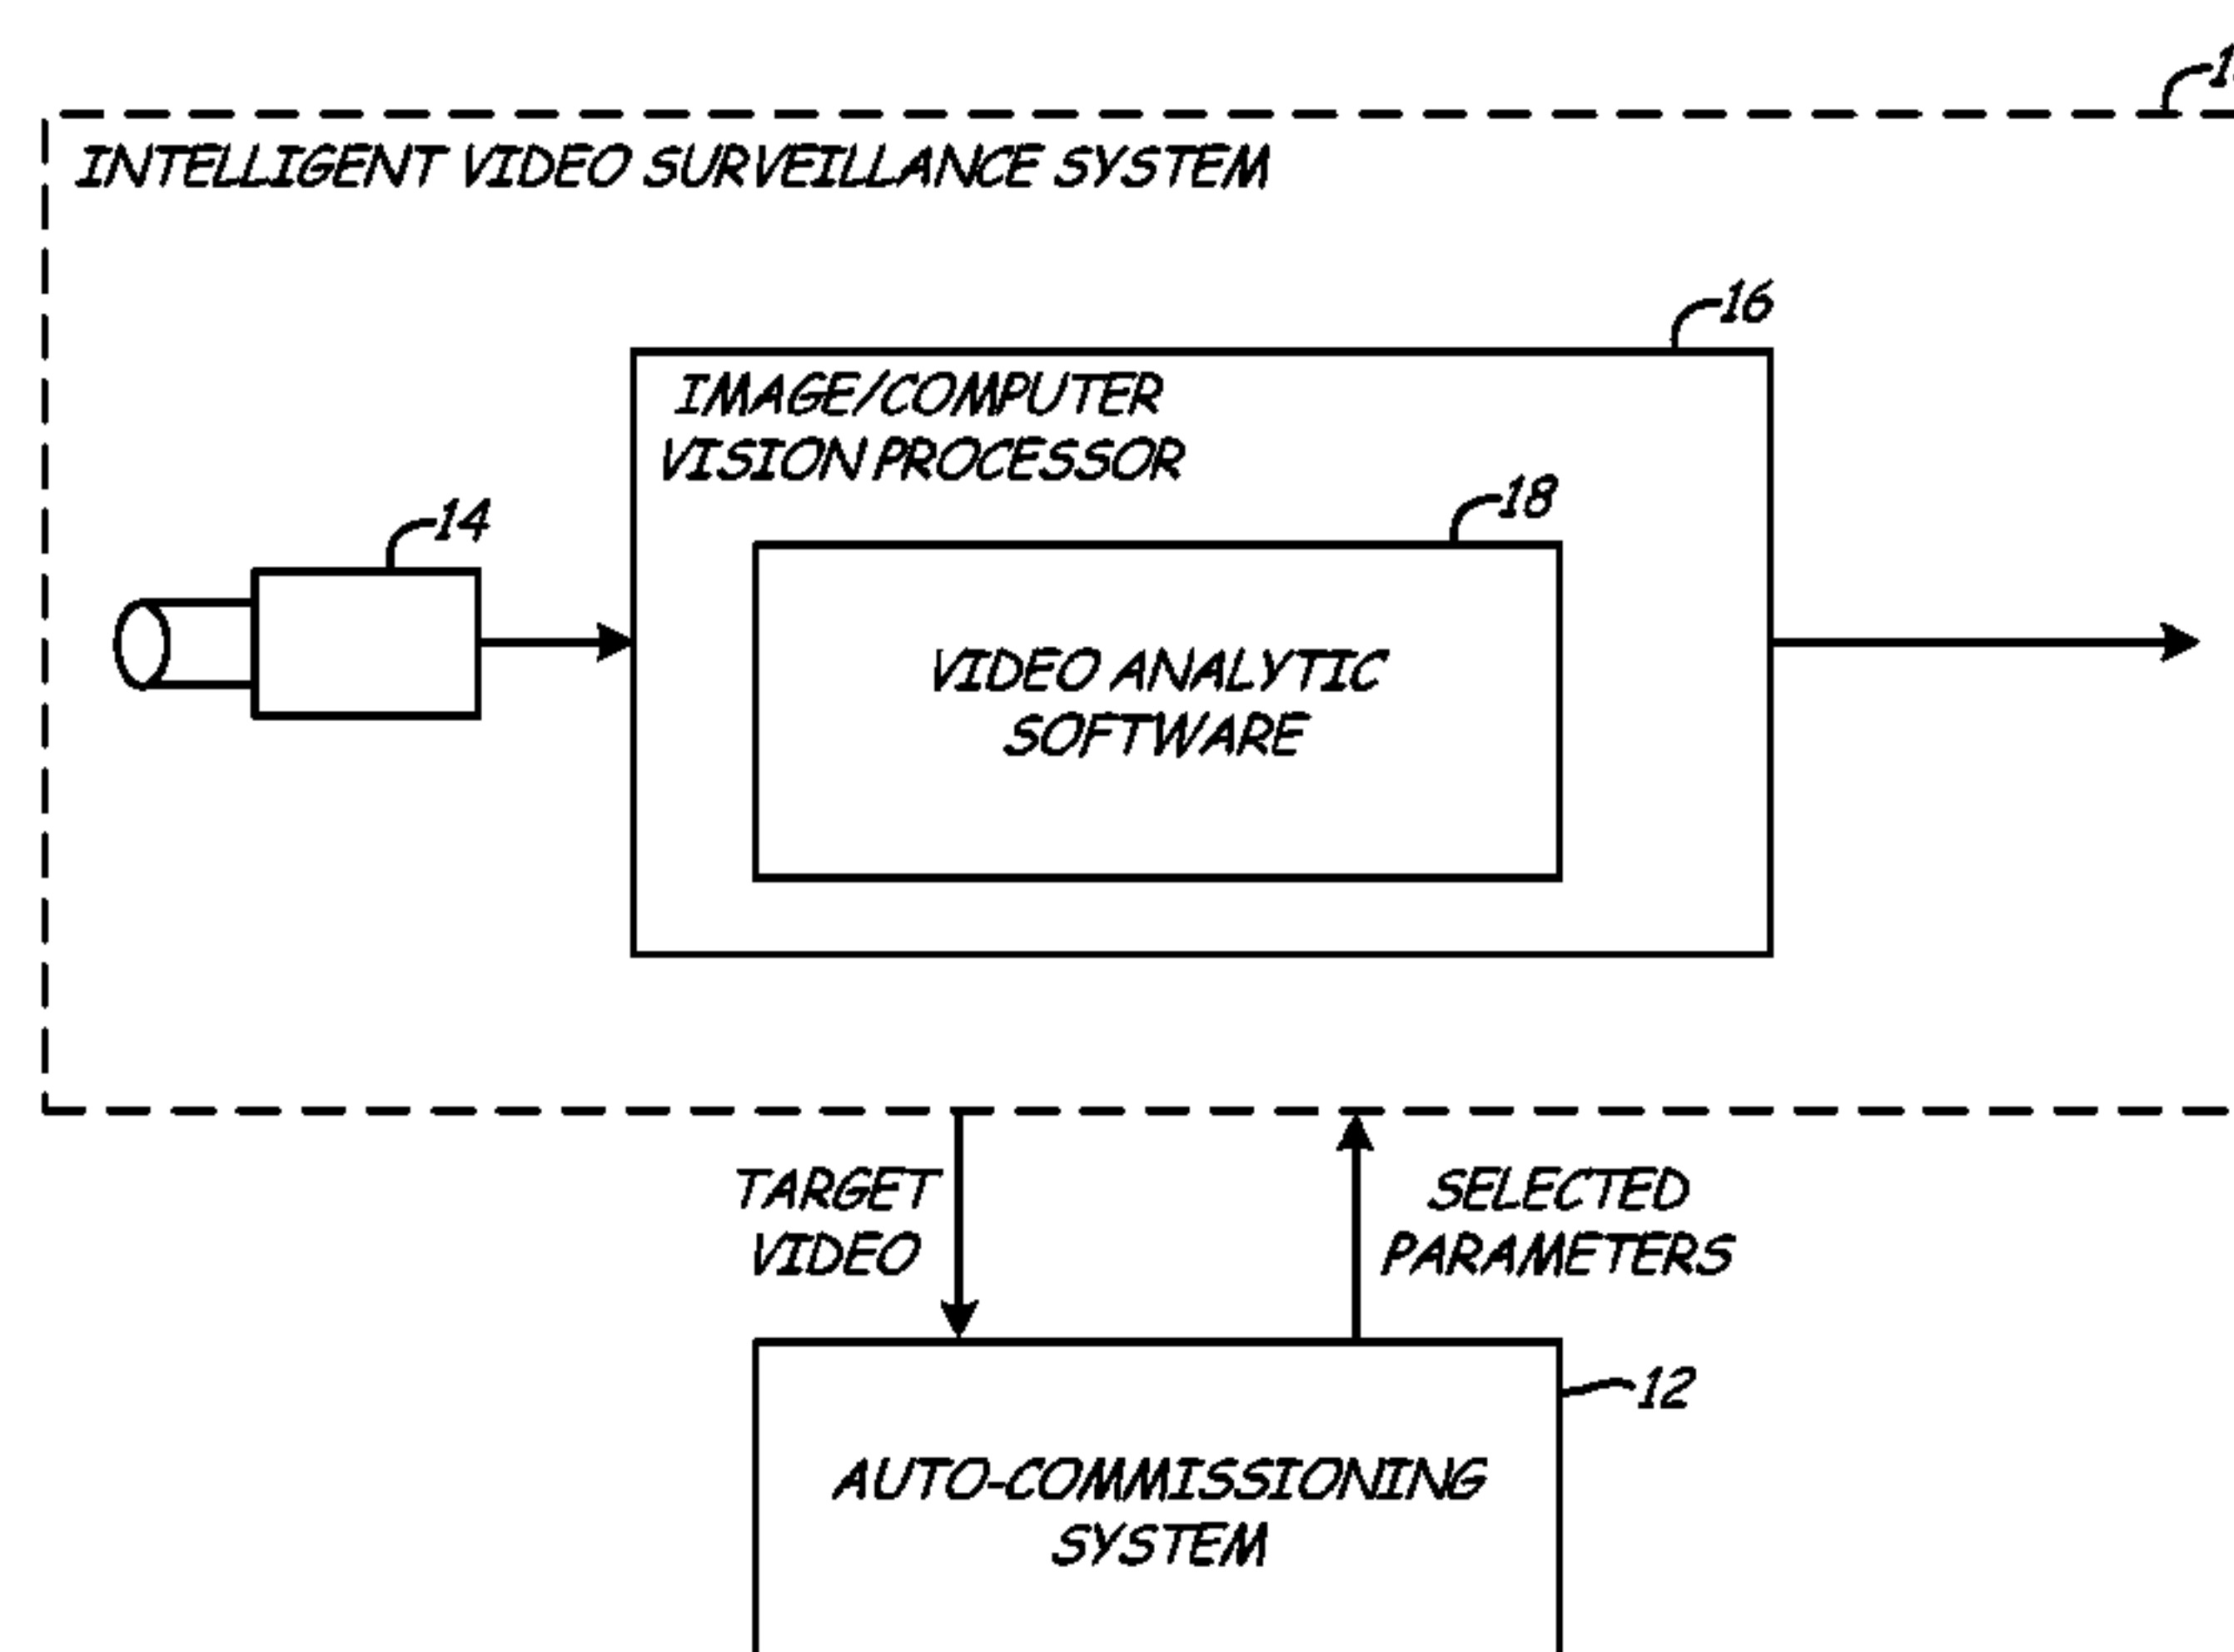 INTELLIGENT VIDEO SURVEILLANCE SYSTEM
16
IMAGE/COMPUTER
VISION PROCESSOR
14
18
VIDEO ANALYTIC
SOFTWARE
TARGET
VIDEO
SELECTED
PARAMETERS
12
AUTO-COMMISSIONING
SYSTEM